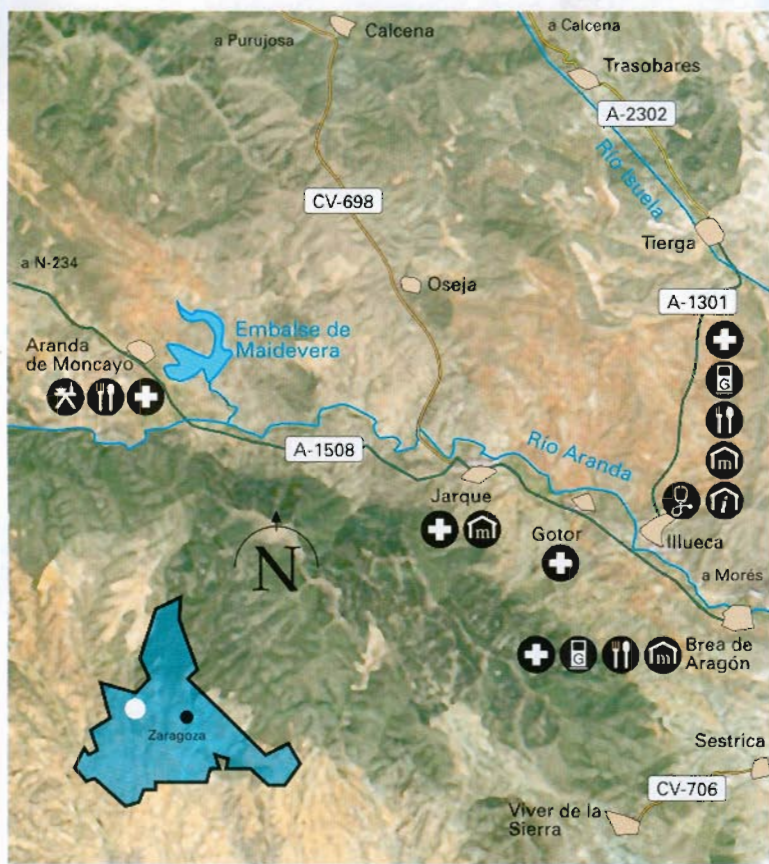 a Purujosa
Calcena
a Calcena
Trasobares
A-2302
Río Isuela
CV-698
Tierga
a N-234
Oseja
A-1301
Embalse de
Maidevera
Aranda
de Moncayo
G
m
i
A-1508
Río Aranda
Jarque
m
Gotor
Illueca
N
a Morés
G
m
Brea de
Aragón
Zaragoza
Sestrica
CV-706
Viver de la
Sierra